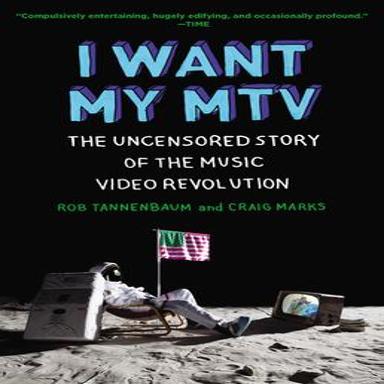 "Compulsively entertaining, hugely edifying, and occasionally profound."
—TIME
I WANT
MY MTV
THE UNCENSORED STORY
OF THE MUSIC
VIDEO REVOLUTION
ROB TANNENBAUM and CRAIG MARKS